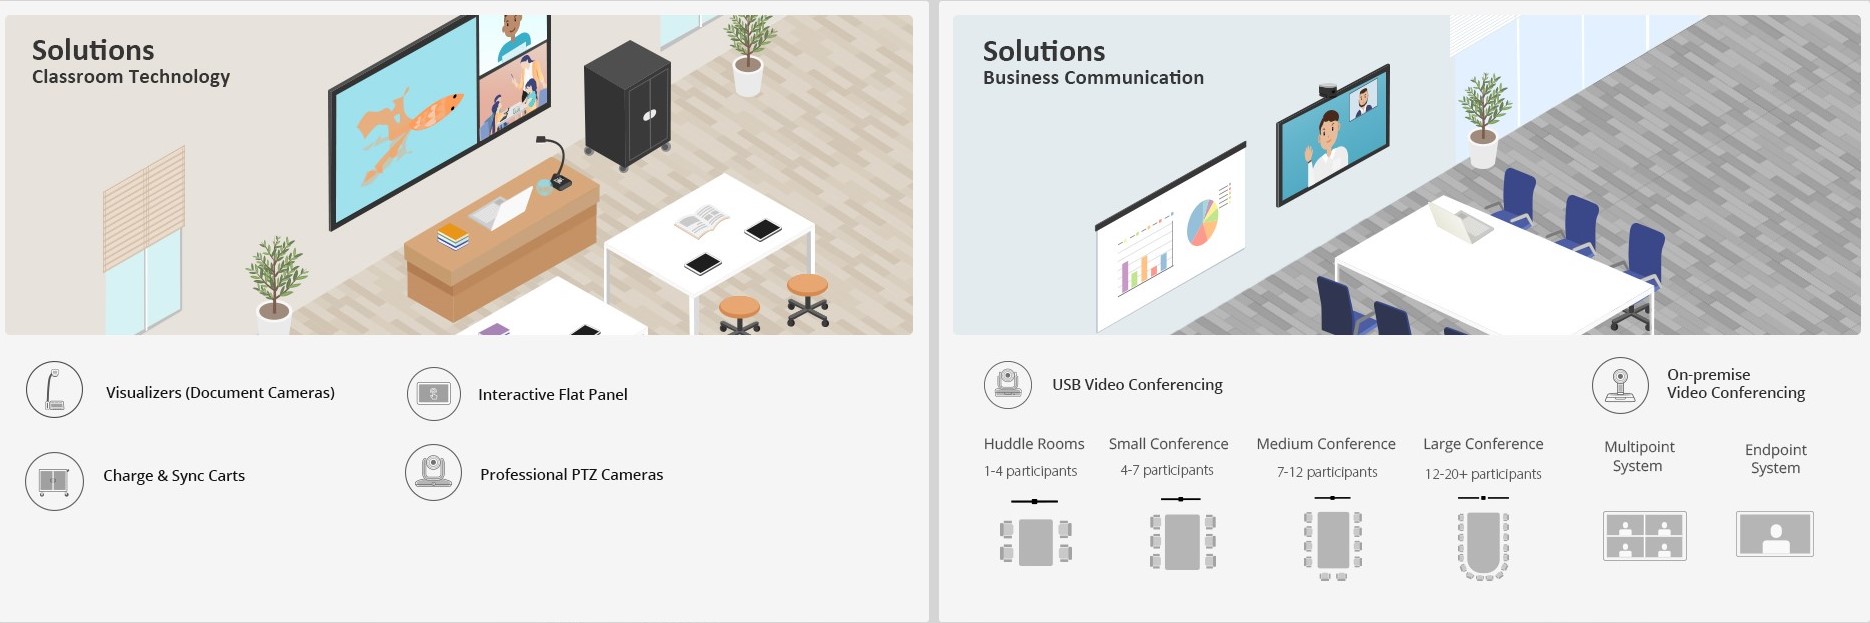 Solutions
Classroom Technology
Visualizers (Document Cameras)
Interactive Flat Panel
Charge & Sync Carts
Professional PTZ Cameras
Solutions
Business Communication
USB Video Conferencing
On-premise
Video Conferencing
Huddle Rooms
1-4 participants
Small Conference
4-7 participants
Medium Conference
7-12 participants
Large Conference
12-20+ participants
Multipoint
System
Endpoint
System